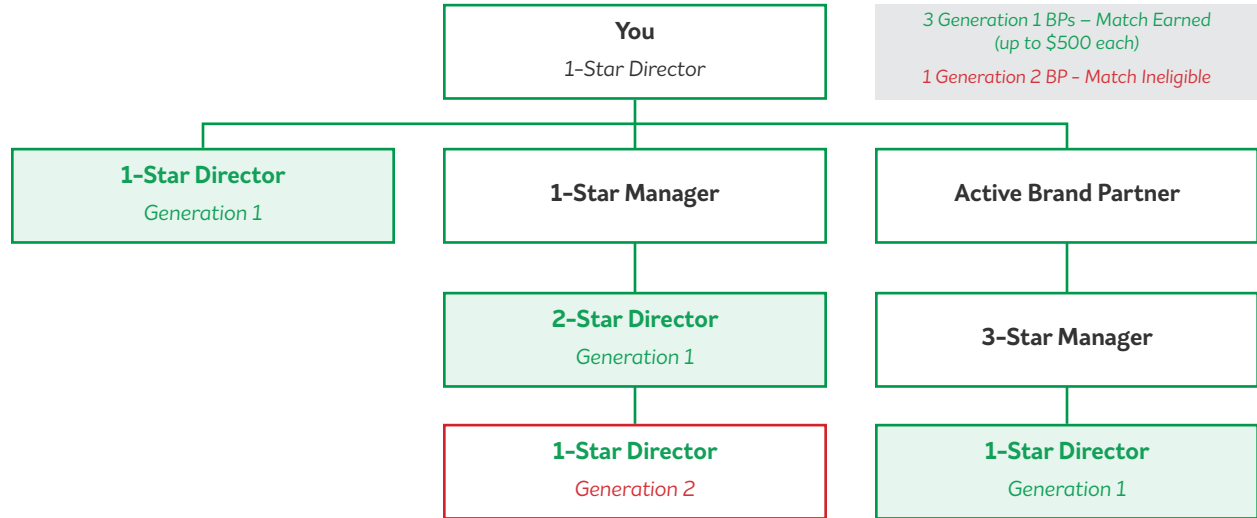 You
1-Star Director
3 Generation 1 BPs – Match Earned
(up to $500 each)
1 Generation 2 BP - Match Ineligible
1-Star Director
Generation 1
1-Star Manager
Active Brand Partner
2-Star Director
Generation 1
3-Star Manager
1-Star Director
Generation 2
1-Star Director
Generation 1